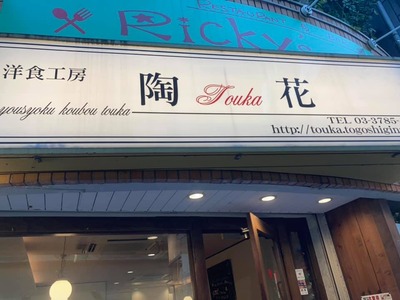 Ricky
洋食工房
陶 Touka 花
yousyoku koubou touka
TEL 03-3785
http://touka.togoshigin